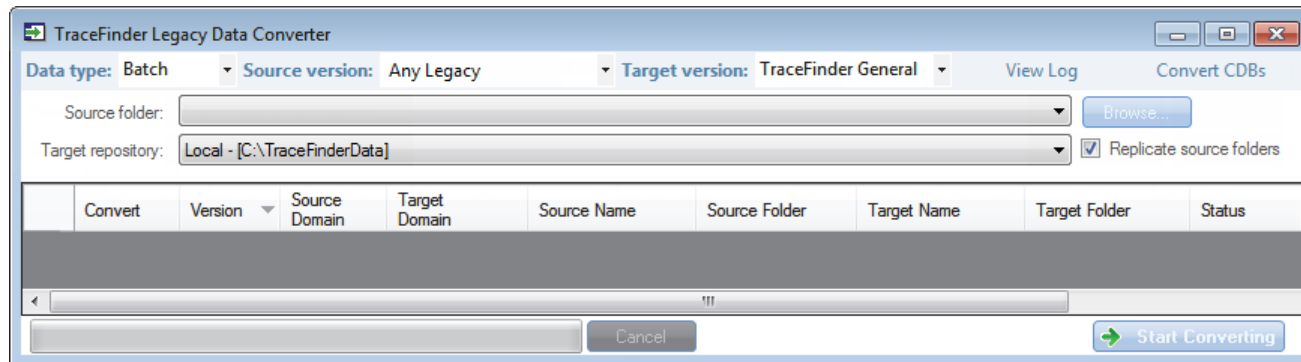 TraceFinder Legacy Data Converter
Data type: Batch Source version: Any Legacy Target version: TraceFinder General View Log Convert CDBs
Source folder: Browse...
Target repository: Local - [C:\TraceFinderData] Replicate source folders
Convert Version Source Domain Target Domain Source Name Source Folder Target Name Target Folder Status
Cancel Start Converting